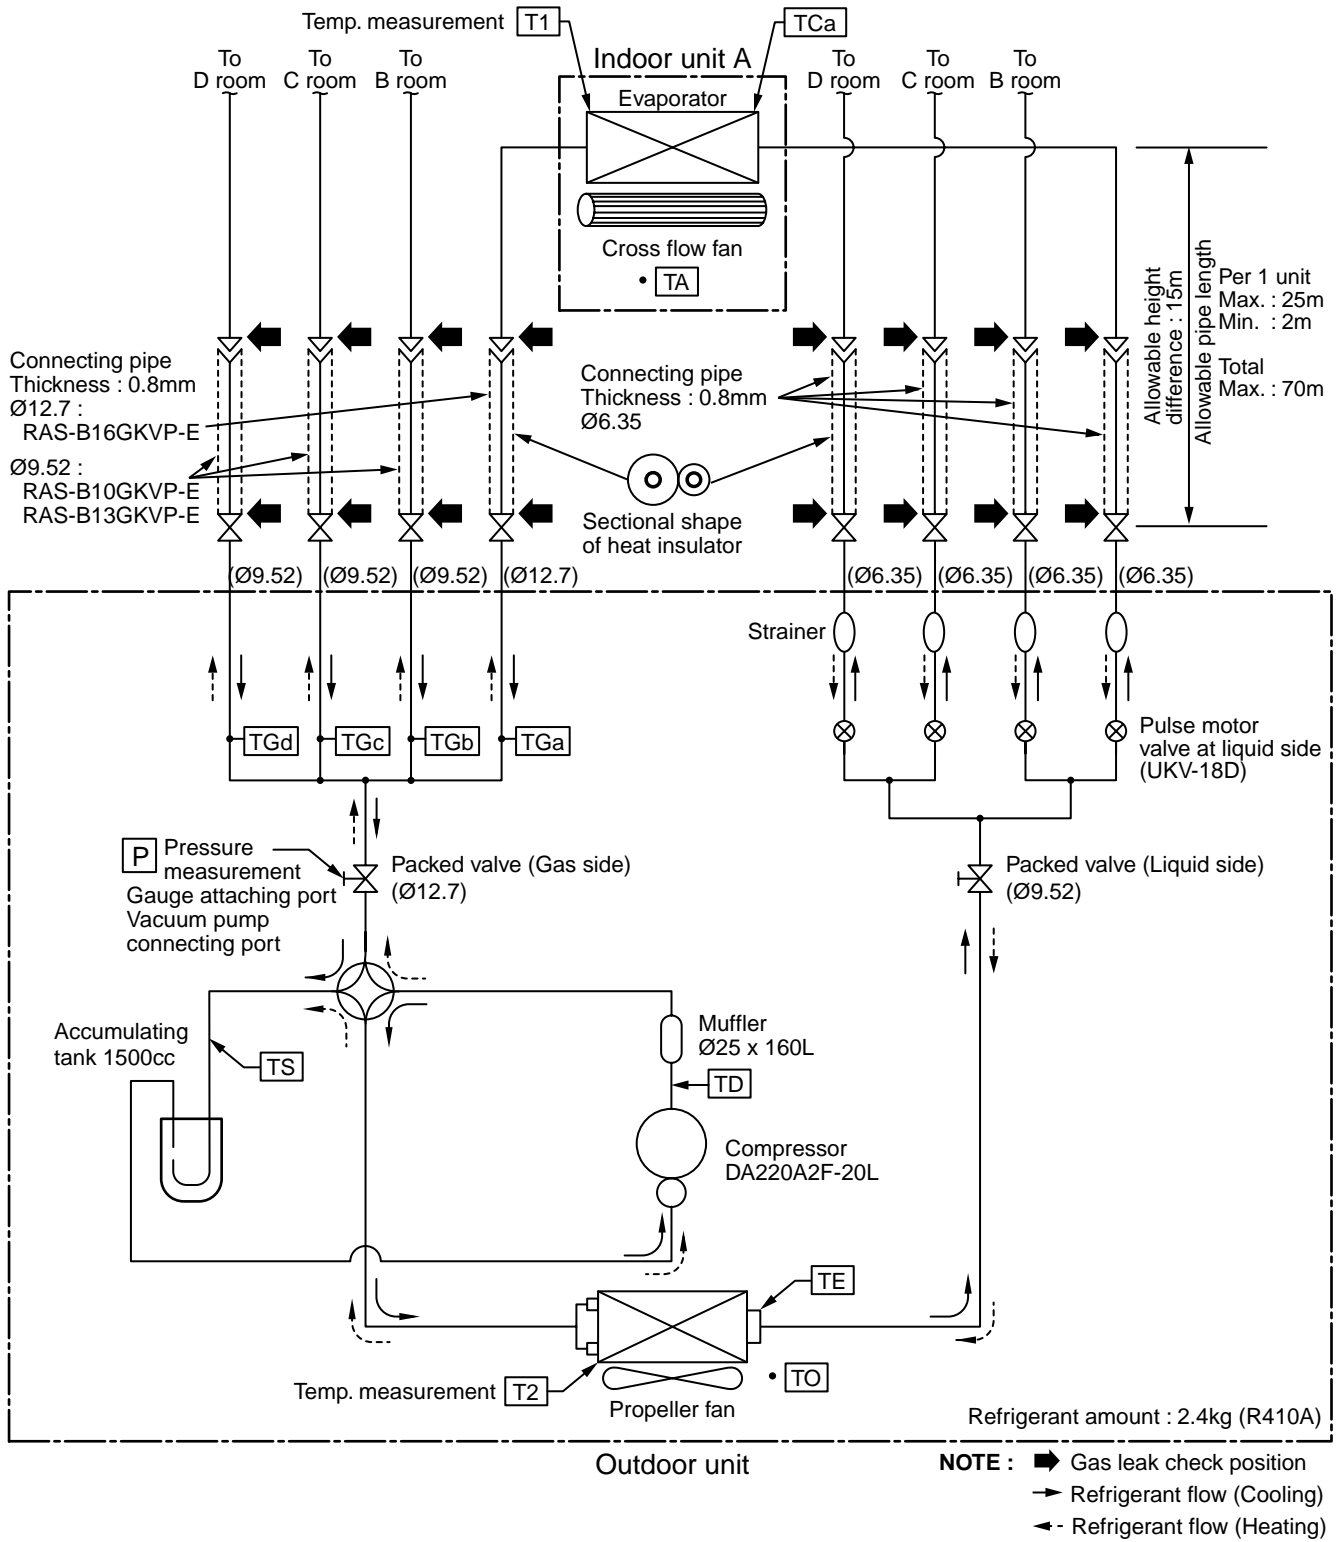 Temp. measurement T1
TCa
To
D room
To
C room
To
B room
Indoor unit A
To
D room
To
C room
To
B room
Evaporator
Cross flow fan
• TA
Allowable height
difference : 15m
Allowable pipe length
Per 1 unit
Max. : 25m
Min. : 2m
Total
Max. : 70m
Connecting pipe
Thickness : 0.8mm
Ø12.7 :
RAS-B16GKVP-E
Ø9.52 :
RAS-B10GKVP-E
RAS-B13GKVP-E
Connecting pipe
Thickness : 0.8mm
Ø6.35
Sectional shape
of heat insulator
(Ø9.52) (Ø9.52) (Ø9.52) (Ø12.7)
(Ø6.35) (Ø6.35) (Ø6.35) (Ø6.35)
Strainer
TGd TGc TGb TGa
Pulse motor
valve at liquid side
(UKV-18D)
P Pressure
measurement
Gauge attaching port
Vacuum pump
connecting port
Packed valve (Gas side)
(Ø12.7)
Packed valve (Liquid side)
(Ø9.52)
Accumulating
tank 1500cc
TS
Muffler
Ø25 x 160L
TD
Compressor
DA220A2F-20L
TE
Temp. measurement T2
• TO
Propeller fan
Refrigerant amount : 2.4kg (R410A)
Outdoor unit
NOTE : Gas leak check position
Refrigerant flow (Cooling)
Refrigerant flow (Heating)